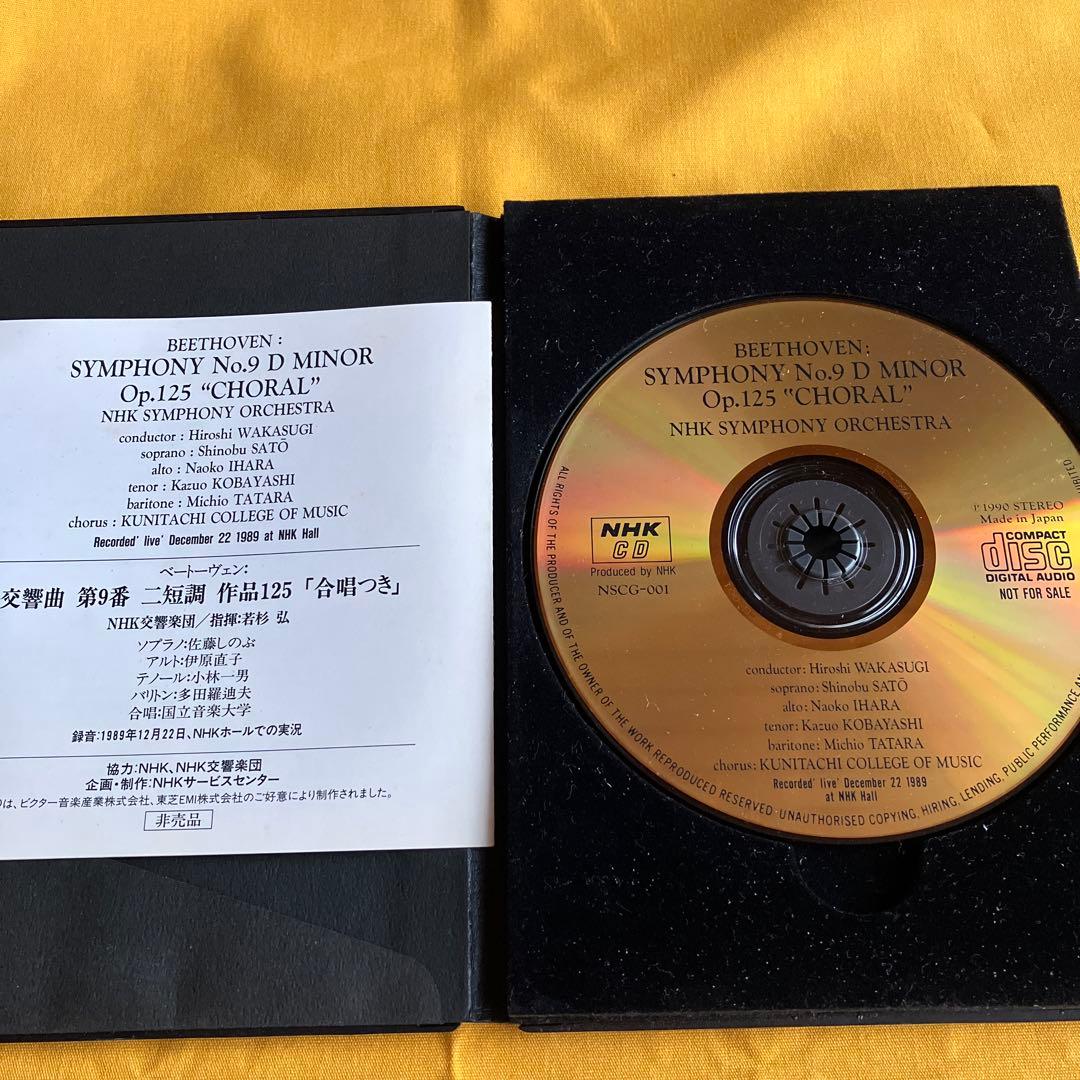 BEETHOVEN :
SYMPHONY No.9 D MINOR
Op.125 “CHORAL”
NHK SYMPHONY ORCHESTRA
conductor : Hiroshi WAKASUGI
soprano : Shinobu SATŌ
alto : Naoko IHARA
tenor : Kazuo KOBAYASHI
baritone : Michio TATARA
chorus : KUNITACHI COLLEGE OF MUSIC
Recorded' live' December 22 1989 at NHK Hall
ベートーヴェン:
交響曲 第9番 二短調 作品125「合唱つき」
NHK交響楽団/指揮:若杉 弘
ソプラノ:佐藤しのぶ
アルト:伊原直子
テノール:小林一男
バリトン:多田羅迪夫
合唱:国立音楽大学
録音:1989年12月22日、NHKホールでの実況
協力:NHK、NHK交響楽団
企画・制作:NHKサービスセンター
は、ビクター音楽産業株式会社、東芝EMI株式会社のご好意により制作されました。
非売品
BEETHOVEN :
SYMPHONY No.9 D MINOR
Op.125 “CHORAL”
NHK SYMPHONY ORCHESTRA
NHK
CD
Produced by NHK
NSCG-001
℗ 1990 STEREO
Made in Japan
COMPACT
disc
DIGITAL AUDIO
NOT FOR SALE
conductor : Hiroshi WAKASUGI
soprano : Shinobu SATŌ
alto : Naoko IHARA
tenor : Kazuo KOBAYASHI
baritone : Michio TATARA
chorus : KUNITACHI COLLEGE OF MUSIC
Recorded' live' December 22 1989
at NHK Hall
ALL RIGHTS OF THE PRODUCER AND OF THE OWNER OF THE WORK REPRODUCED RESERVED. UNAUTHORISED COPYING, HIRING, LENDING, PUBLIC PERFORMANCE AN